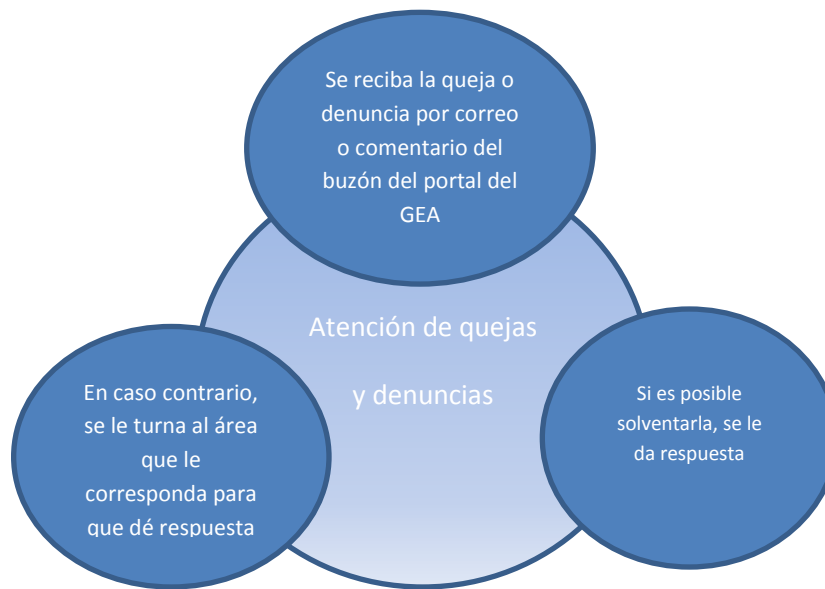 Se reciba la queja o
denuncia por correo
o comentario del
buzón del portal del
GEA
Atención de quejas
y denuncias
Si es posible
solventarla, se le
da respuesta
En caso contrario,
se le turna al área
que le
corresponda para
que dé respuesta